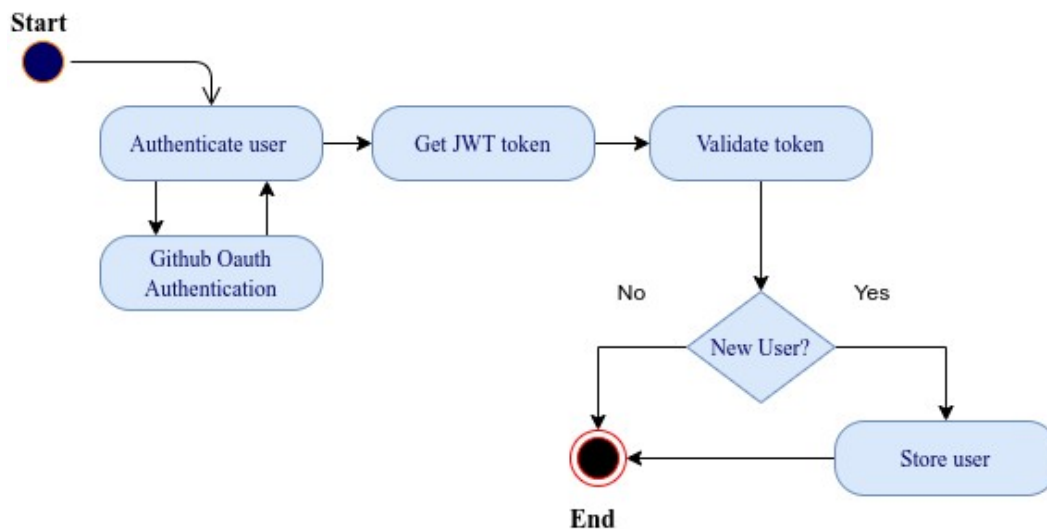 Start
Authenticate user
Get JWT token
Validate token
Github Oauth
Authentication
No
Yes
New User?
Store user
End